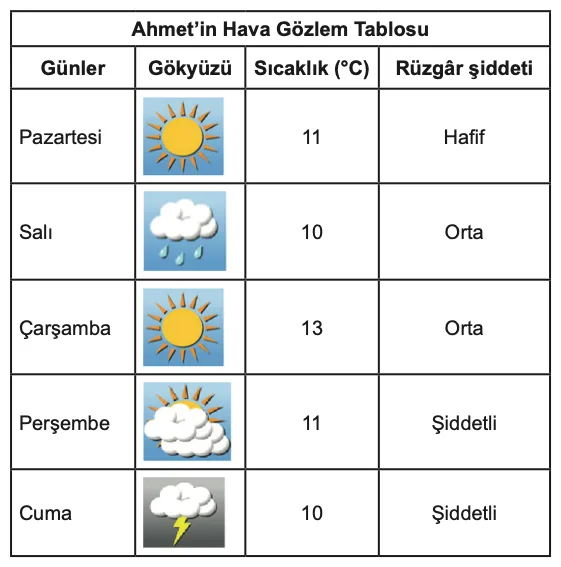 Ahmet’in Hava Gözlem Tablosu
Günler Gökyüzü Sıcaklık (°C) Rüzgâr şiddeti
Pazartesi 11 Hafif
Salı 10 Orta
Çarşamba 13 Orta
Perşembe 11 Şiddetli
Cuma 10 Şiddetli